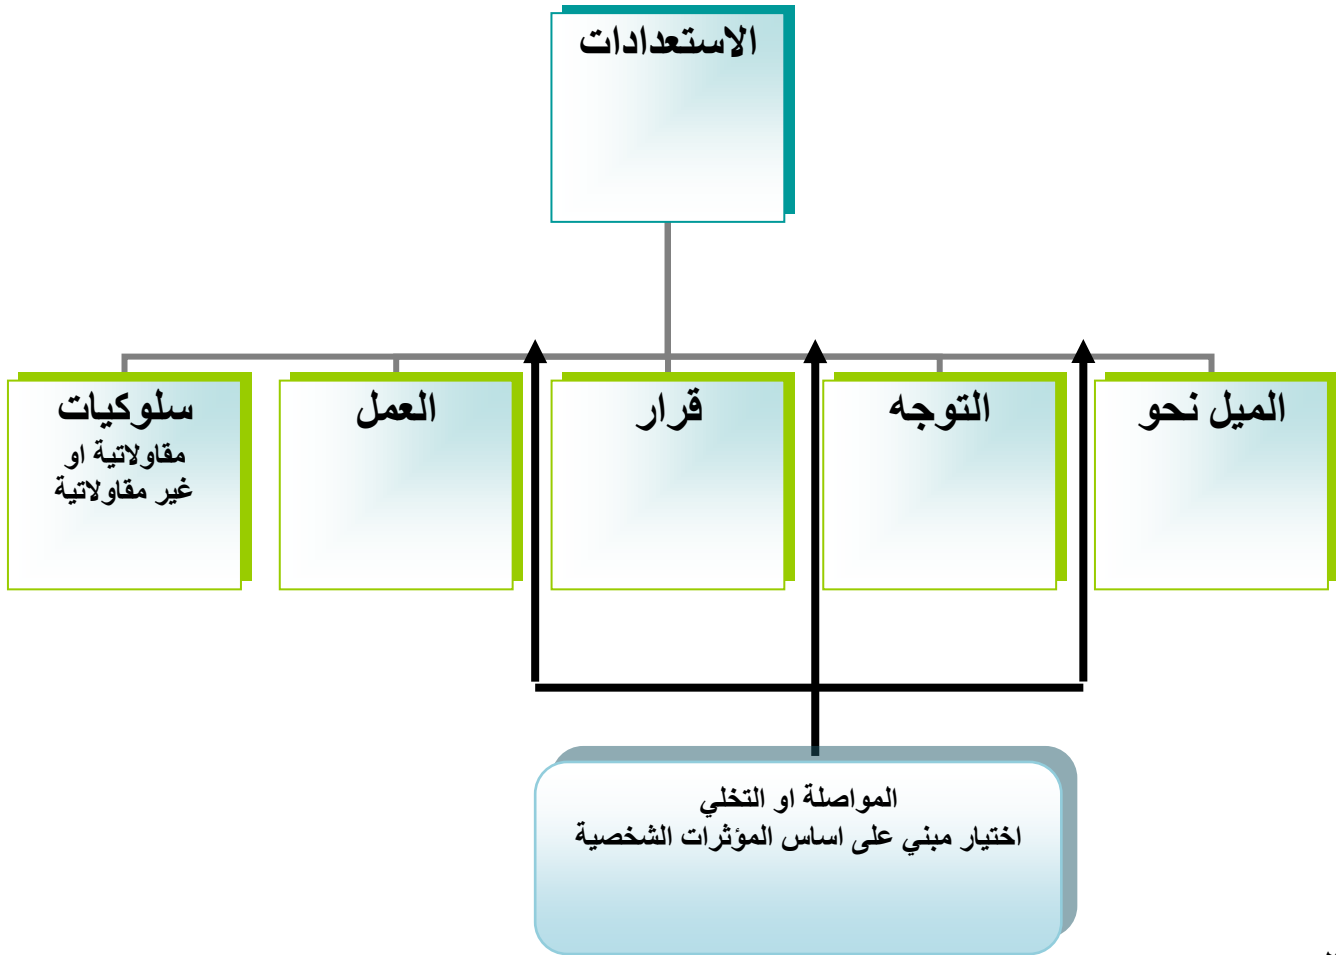 الاستعدادات
الميل نحو
التوجه
قرار
العمل
سلوكيات
مقاولاتية او
غير مقاولاتية
المواصلة او التخلي
اختيار مبني على اساس المؤثرات الشخصية